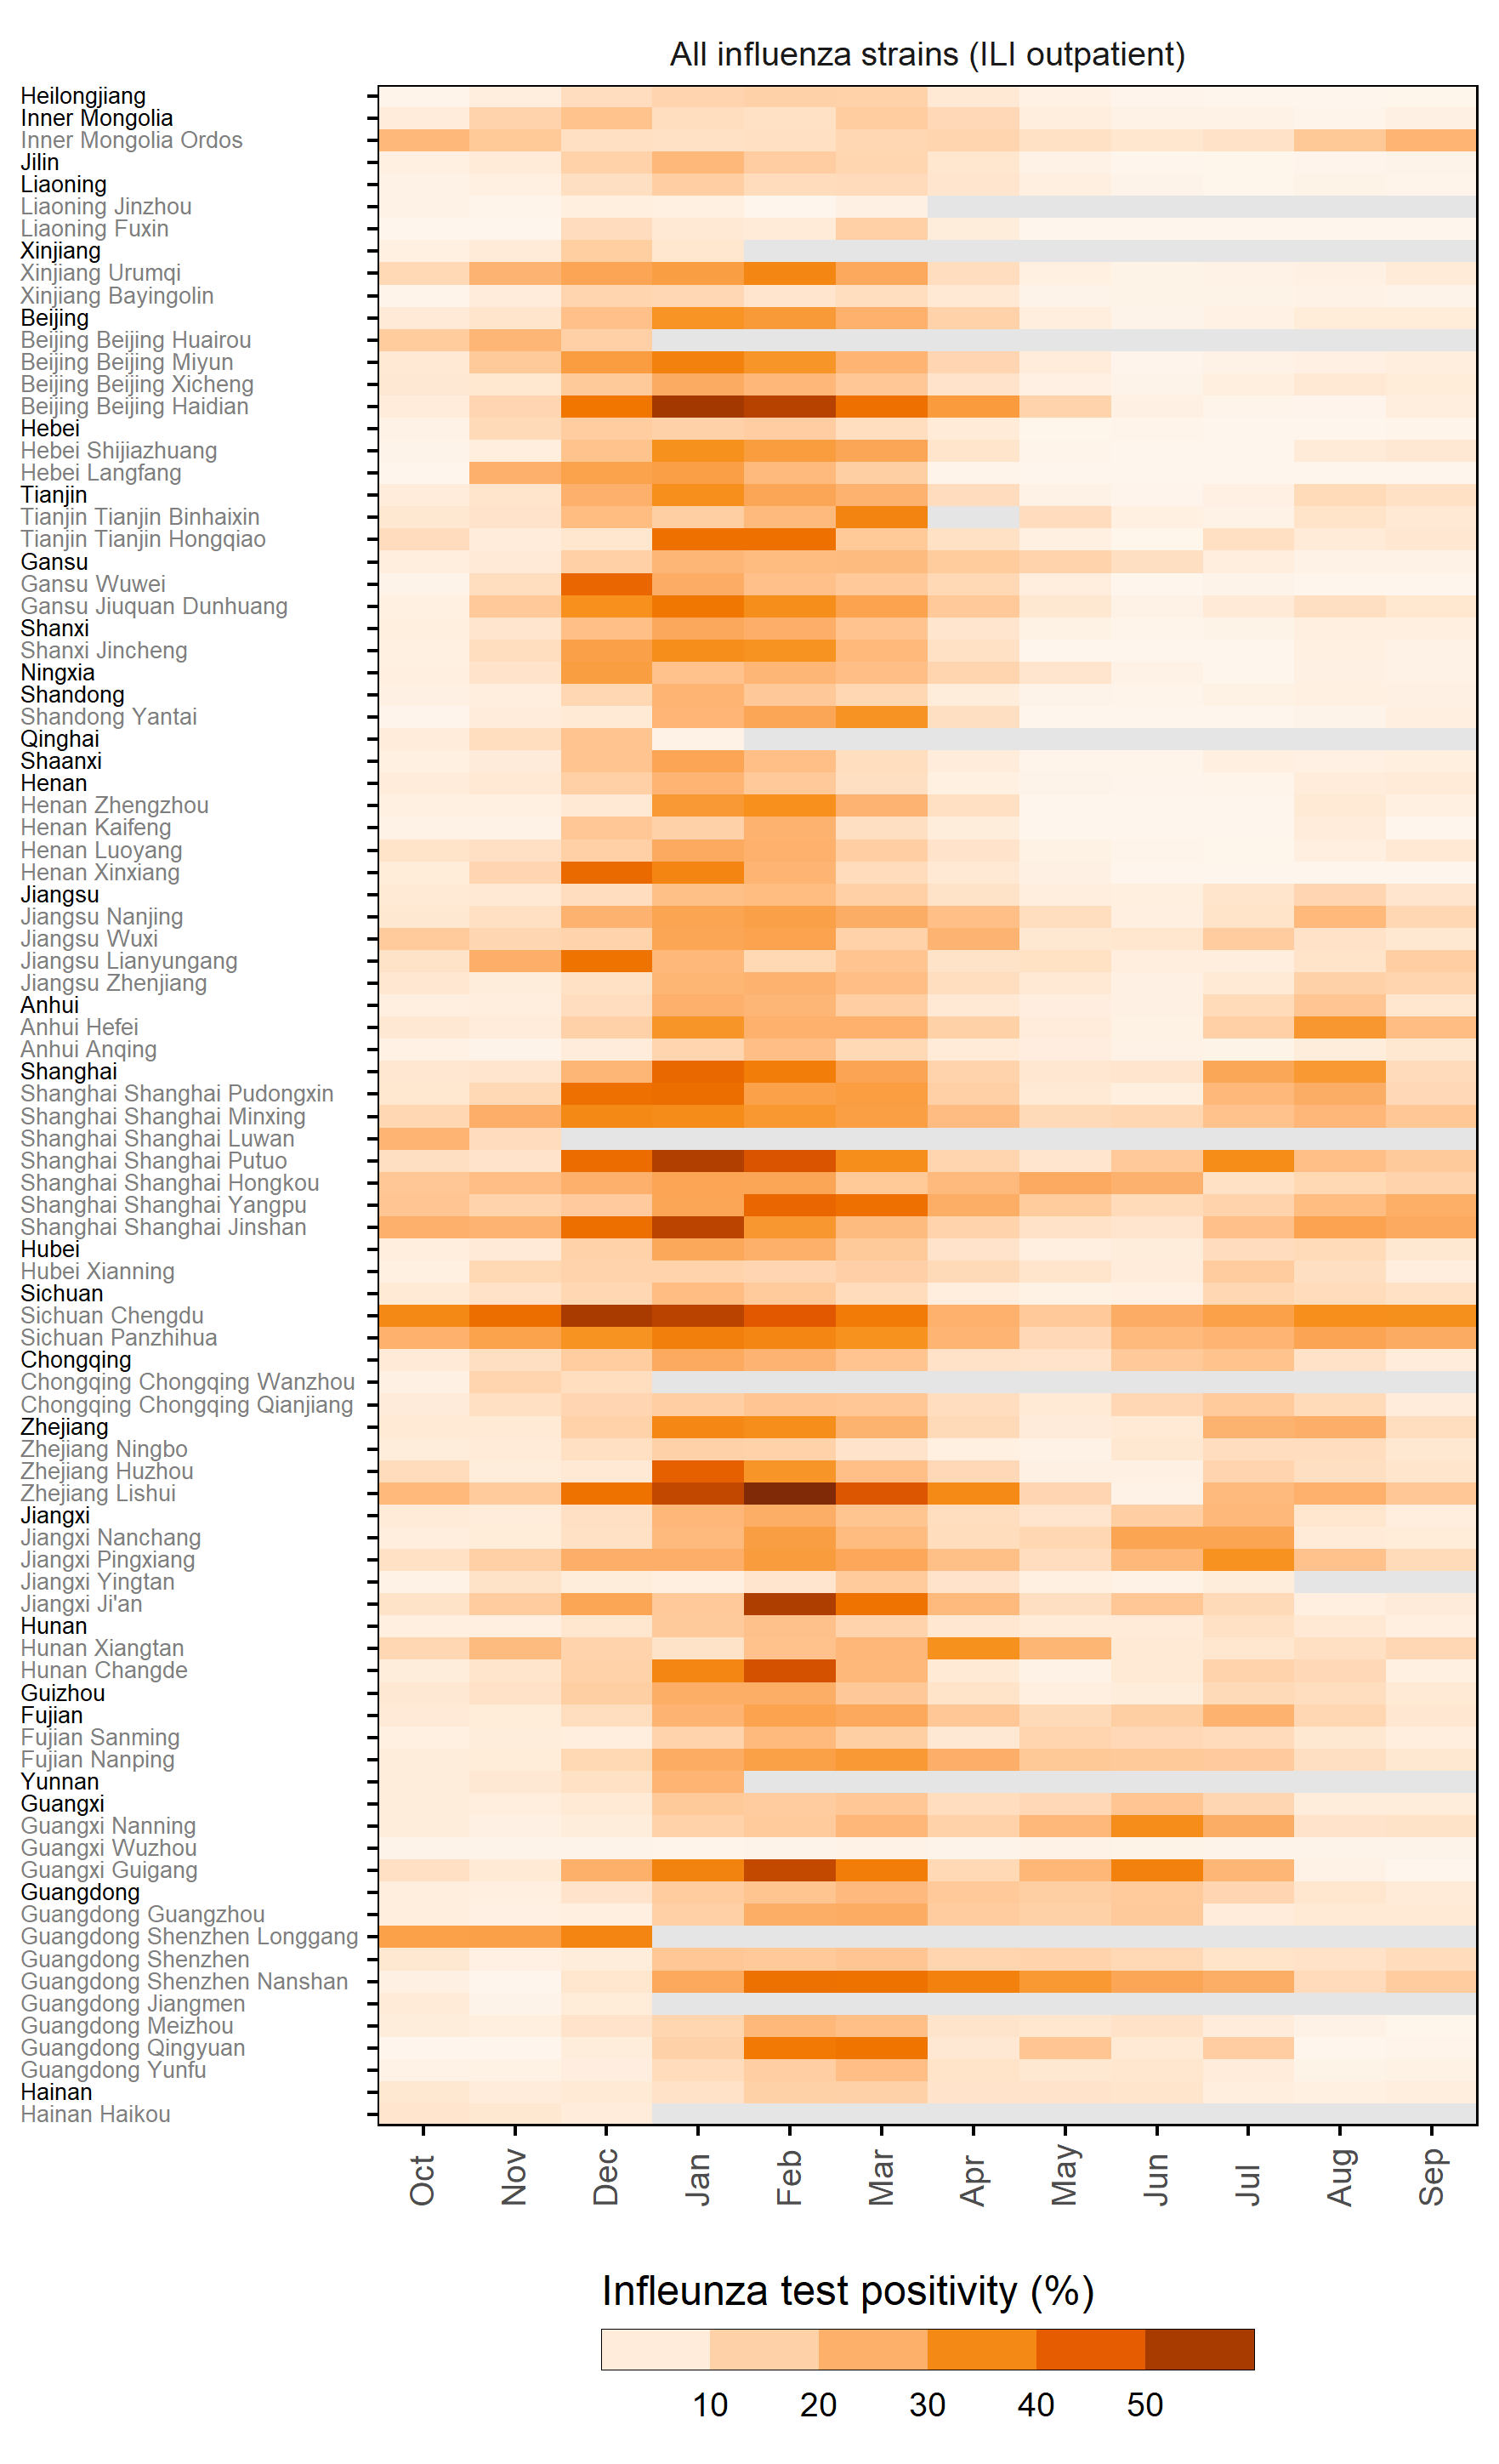 All influenza strains (ILI outpatient)
Heilongjiang
Inner Mongolia
Inner Mongolia Ordos
Jilin
Liaoning
Liaoning Jinzhou
Liaoning Fuxin
Xinjiang
Xinjiang Urumqi
Xinjiang Bayingolin
Beijing
Beijing Beijing Huairou
Beijing Beijing Miyun
Beijing Beijing Xicheng
Beijing Beijing Haidian
Hebei
Hebei Shijiazhuang
Hebei Langfang
Tianjin
Tianjin Tianjin Binhaixin
Tianjin Tianjin Hongqiao
Gansu
Gansu Wuwei
Gansu Jiuquan Dunhuang
Shanxi
Shanxi Jincheng
Ningxia
Shandong
Shandong Yantai
Qinghai
Shaanxi
Henan
Henan Zhengzhou
Henan Kaifeng
Henan Luoyang
Henan Xinxiang
Jiangsu
Jiangsu Nanjing
Jiangsu Wuxi
Jiangsu Lianyungang
Jiangsu Zhenjiang
Anhui
Anhui Hefei
Anhui Anqing
Shanghai
Shanghai Shanghai Pudongxin
Shanghai Shanghai Minxing
Shanghai Shanghai Luwan
Shanghai Shanghai Putuo
Shanghai Shanghai Hongkou
Shanghai Shanghai Yangpu
Shanghai Shanghai Jinshan
Hubei
Hubei Xianning
Sichuan
Sichuan Chengdu
Sichuan Panzhihua
Chongqing
Chongqing Chongqing Wanzhou
Chongqing Chongqing Qianjiang
Zhejiang
Zhejiang Ningbo
Zhejiang Huzhou
Zhejiang Lishui
Jiangxi
Jiangxi Nanchang
Jiangxi Pingxiang
Jiangxi Yingtan
Jiangxi Ji'an
Hunan
Hunan Xiangtan
Hunan Changde
Guizhou
Fujian
Fujian Sanming
Fujian Nanping
Yunnan
Guangxi
Guangxi Nanning
Guangxi Wuzhou
Guangxi Guigang
Guangdong
Guangdong Guangzhou
Guangdong Shenzhen Longgang
Guangdong Shenzhen
Guangdong Shenzhen Nanshan
Guangdong Jiangmen
Guangdong Meizhou
Guangdong Qingyuan
Guangdong Yunfu
Hainan
Hainan Haikou
Oct Nov Dec Jan Feb Mar Apr May Jun Jul Aug Sep
Infleunza test positivity (%)
10 20 30 40 50